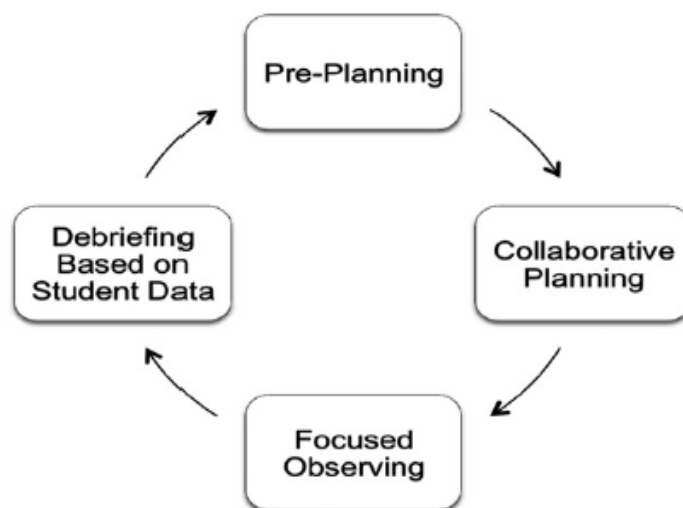 Pre-Planning
Collaborative
Planning
Focused
Observing
Debriefing
Based on
Student Data